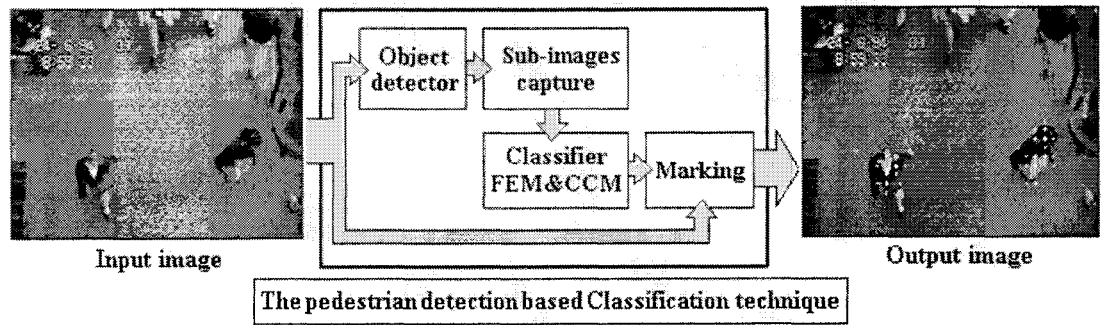 Object
detector
Sub-images
capture
Classifier
FEM&CCM
Marking
Input image
Output image
The pedestrian detection based Classification technique